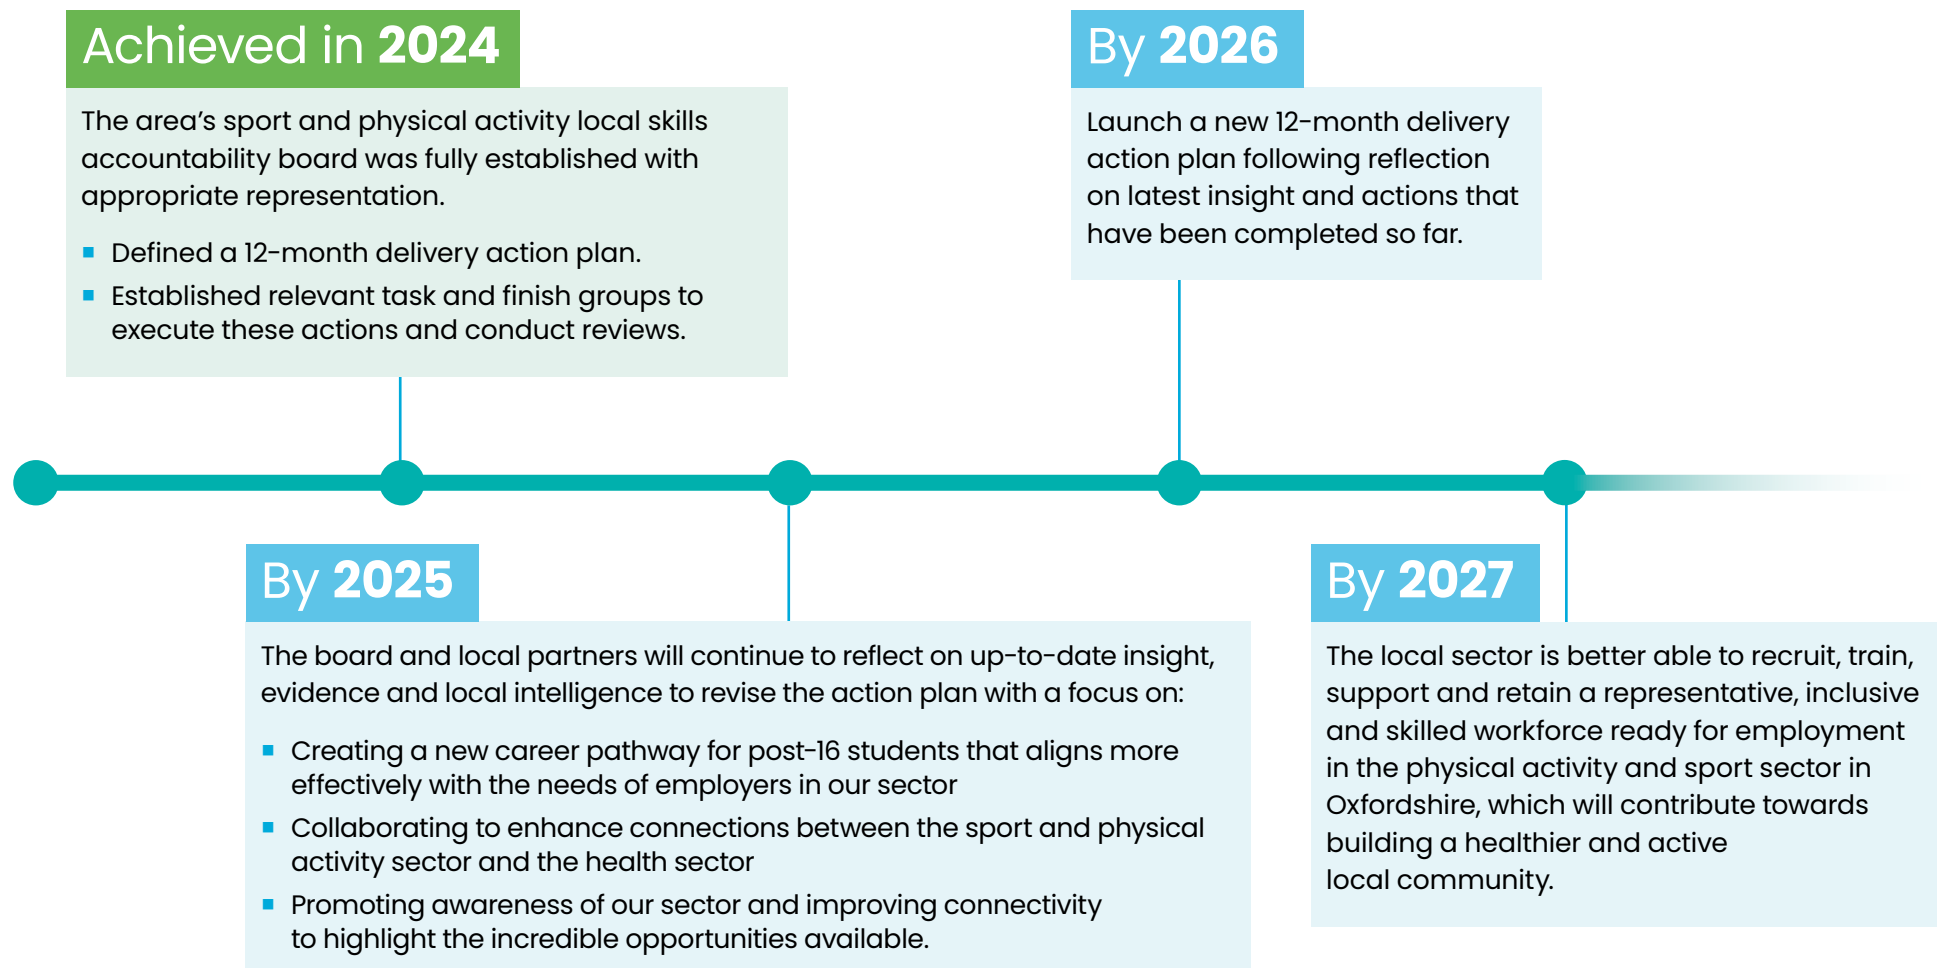 Achieved in 2024
The area’s sport and physical activity local skills
accountability board was fully established with
appropriate representation.
Defined a 12-month delivery action plan.
Established relevant task and finish groups to
execute these actions and conduct reviews.
By 2025
The board and local partners will continue to reflect on up-to-date insight,
evidence and local intelligence to revise the action plan with a focus on:
Creating a new career pathway for post-16 students that aligns more
effectively with the needs of employers in our sector
Collaborating to enhance connections between the sport and physical
activity sector and the health sector
Promoting awareness of our sector and improving connectivity
to highlight the incredible opportunities available.
By 2026
Launch a new 12-month delivery
action plan following reflection
on latest insight and actions that
have been completed so far.
By 2027
The local sector is better able to recruit, train,
support and retain a representative, inclusive
and skilled workforce ready for employment
in the physical activity and sport sector in
Oxfordshire, which will contribute towards
building a healthier and active
local community.